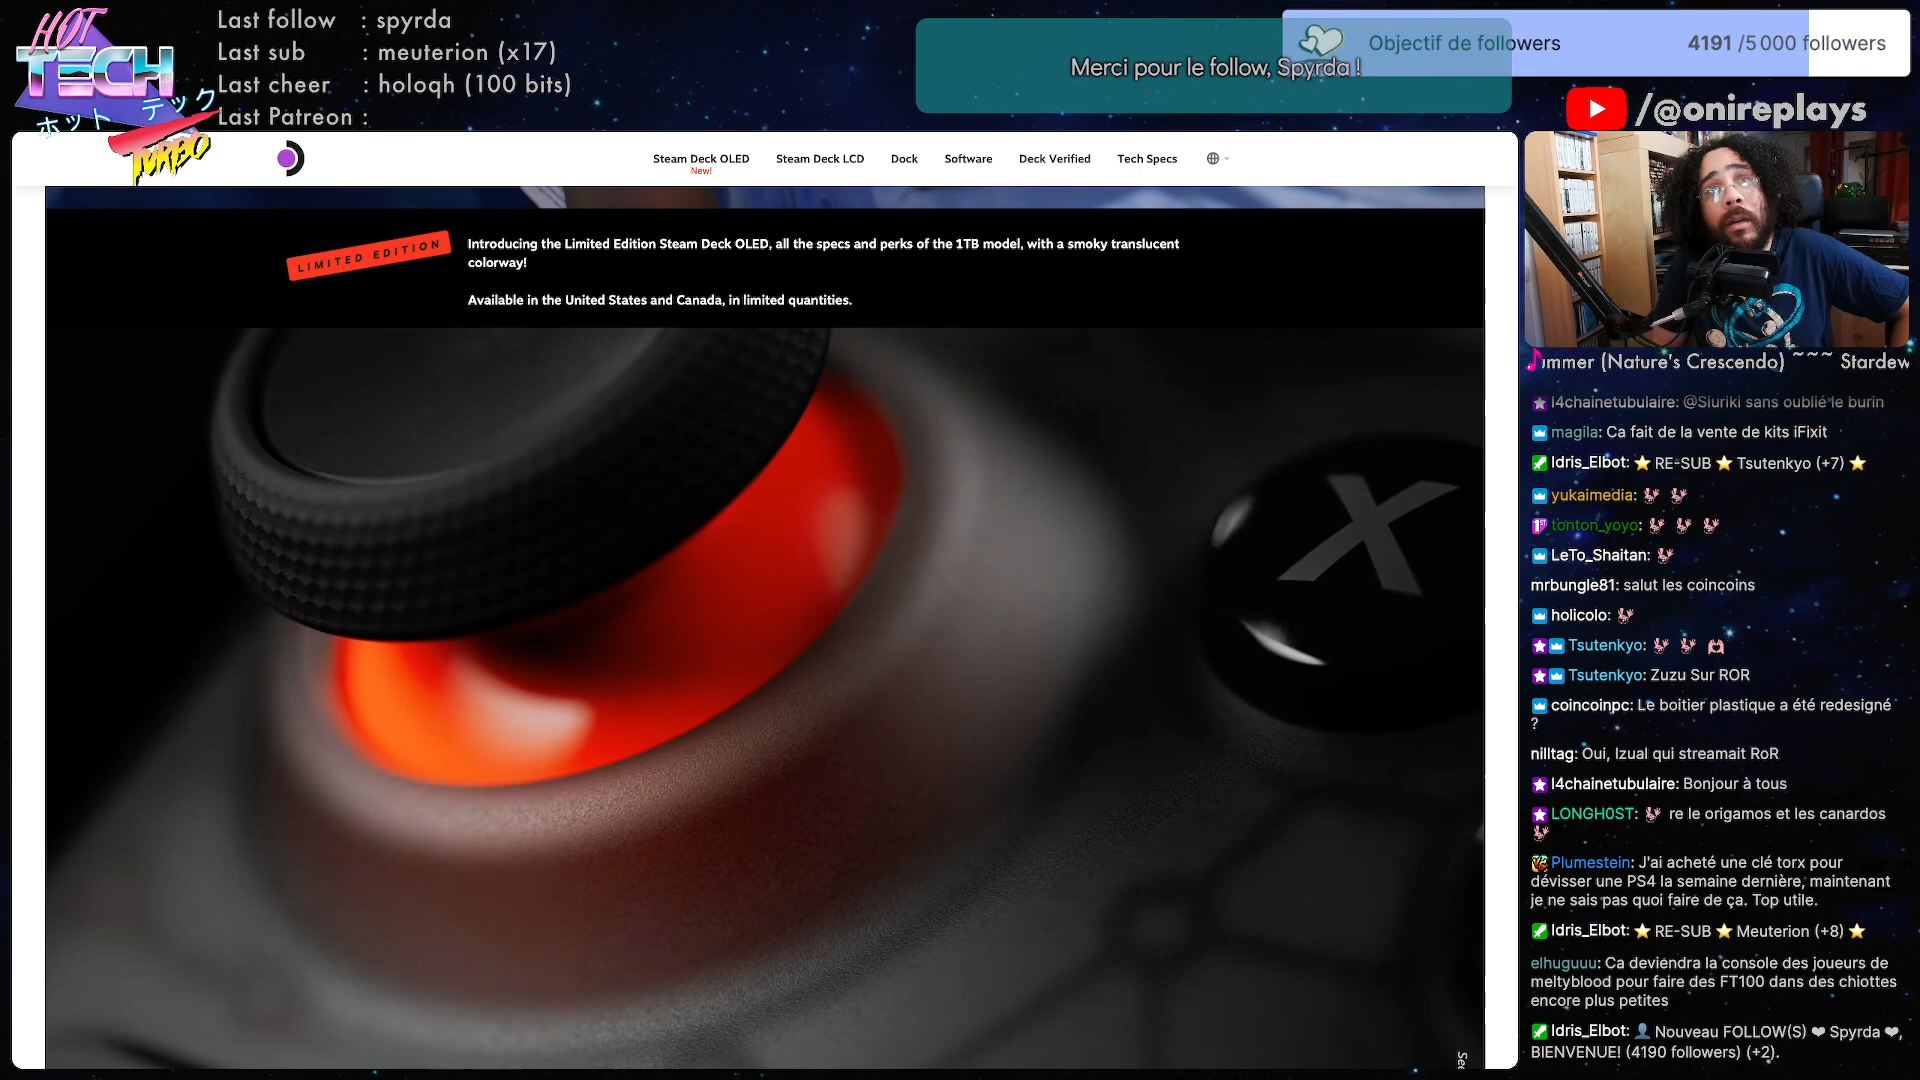 HOT
TECH
ホット テック
TURBO
Last follow : spyrda
Last sub : meuterion (x17)
Last cheer : holoqh (100 bits)
Last Patreon :
Merci pour le follow, Spyrda !
Objectif de followers
4191 /5 000 followers
/@onireplays
Steam Deck OLED
New!
Steam Deck LCD
Dock
Software
Deck Verified
Tech Specs
LIMITED EDITION
Introducing the Limited Edition Steam Deck OLED, all the specs and perks of the 1TB model, with a smoky translucent
colorway!
Available in the United States and Canada, in limited quantities.
X
ummer (Nature's Crescendo) ~~~ Stardew
l4chainetubulaire: @Siuriki sans oublié le burin
magila: Ca fait de la vente de kits iFixit
Idris_Elbot: ⭐ RE-SUB ⭐ Tsutenkyo (+7) ⭐
yukaimedia:
tonton_yoyo:
LeTo_Shaitan:
mrbungle81: salut les coincoins
holicolo:
Tsutenkyo:
Tsutenkyo: Zuzu Sur ROR
coincoinpc: Le boitier plastique a été redesigné
?
nilltag: Oui, Izual qui streamait RoR
l4chainetubulaire: Bonjour à tous
LONGH0ST: re le origamos et les canardos
Plumestein: J'ai acheté une clé torx pour
dévisser une PS4 la semaine dernière, maintenant
je ne sais pas quoi faire de ça. Top utile.
Idris_Elbot: ⭐ RE-SUB ⭐ Meuterion (+8) ⭐
elhuguuu: Ca deviendra la console des joueurs de
meltyblood pour faire des FT100 dans des chiottes
encore plus petites
Idris_Elbot: 👤 Nouveau FOLLOW(S) ❤ Spyrda ❤,
BIENVENUE! (4190 followers) (+2).